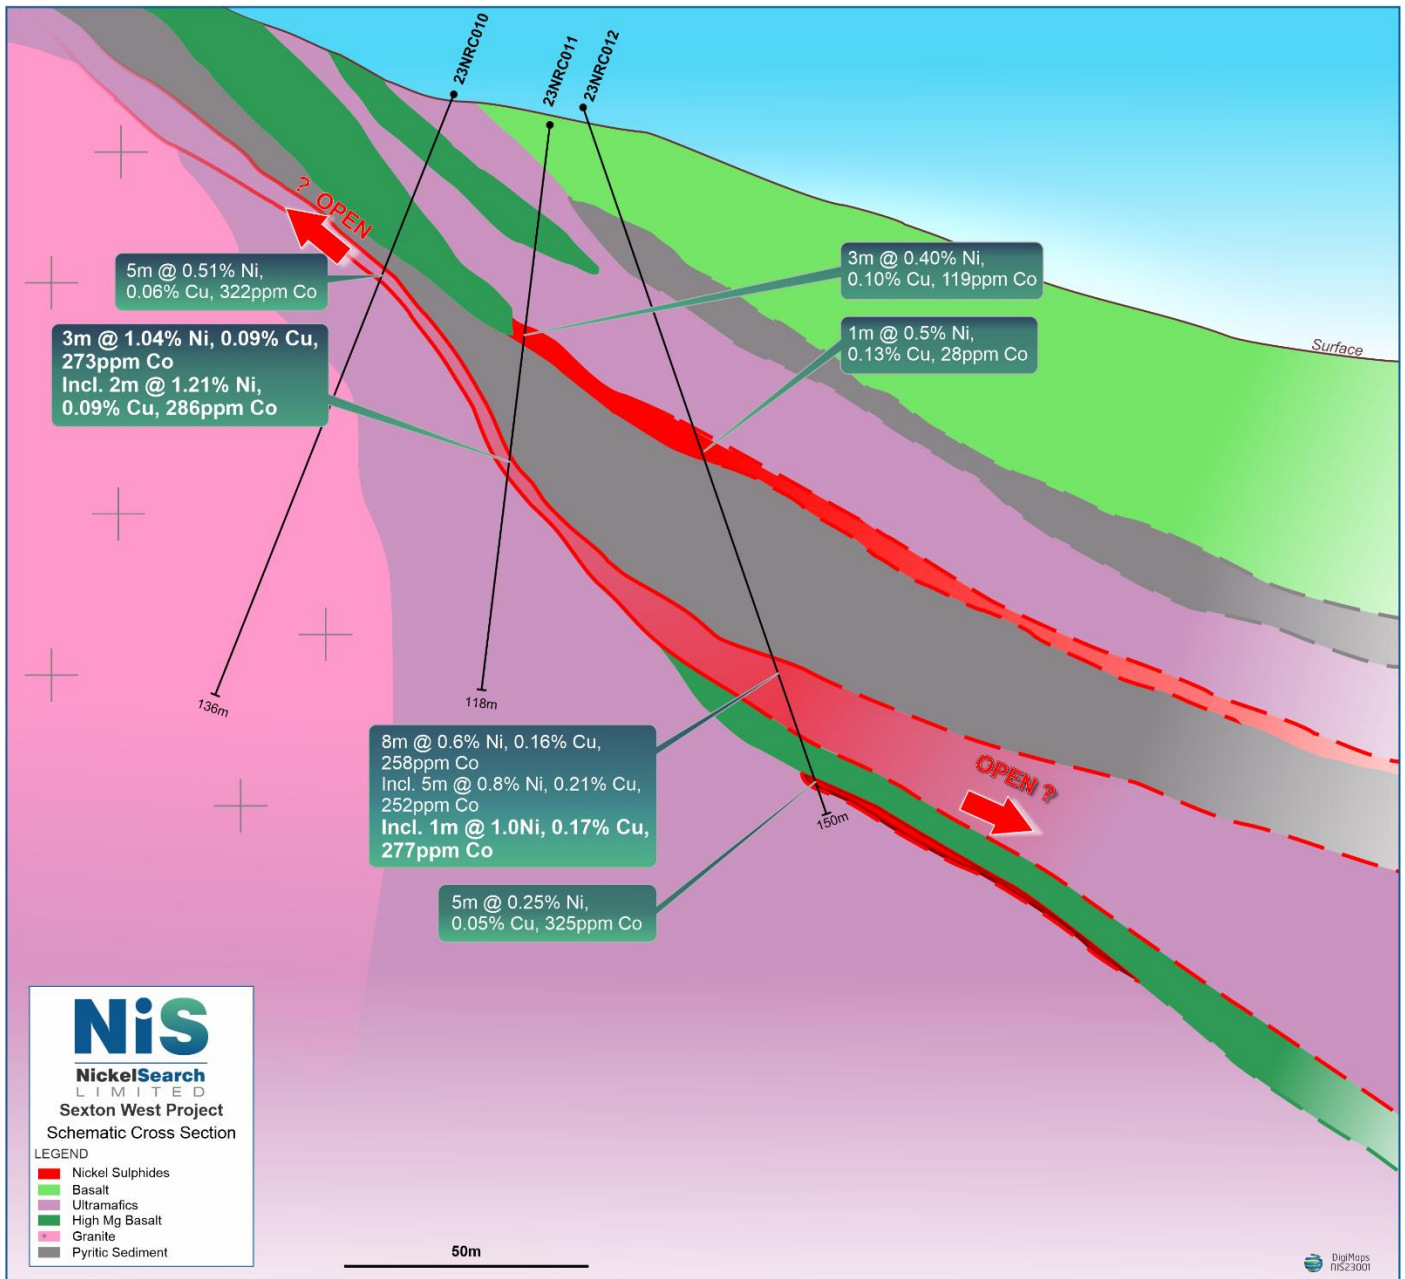 23NRC010
23NRC011
23NRC012
? OPEN
5m @ 0.51% Ni,
0.06% Cu, 322ppm Co
3m @ 1.04% Ni, 0.09% Cu,
273ppm Co
Incl. 2m @ 1.21% Ni,
0.09% Cu, 286ppm Co
3m @ 0.40% Ni,
0.10% Cu, 119ppm Co
1m @ 0.5% Ni,
0.13% Cu, 28ppm Co
Surface
136m
118m
8m @ 0.6% Ni, 0.16% Cu,
258ppm Co
Incl. 5m @ 0.8% Ni, 0.21% Cu,
252ppm Co
Incl. 1m @ 1.0Ni, 0.17% Cu,
277ppm Co
OPEN ?
150m
5m @ 0.25% Ni,
0.05% Cu, 325ppm Co
NiS
NickelSearch
LIMITED
Sexton West Project
Schematic Cross Section
LEGEND
Nickel Sulphides
Basalt
Ultramafics
High Mg Basalt
Granite
Pyritic Sediment
50m
DigiMaps
NIS23001